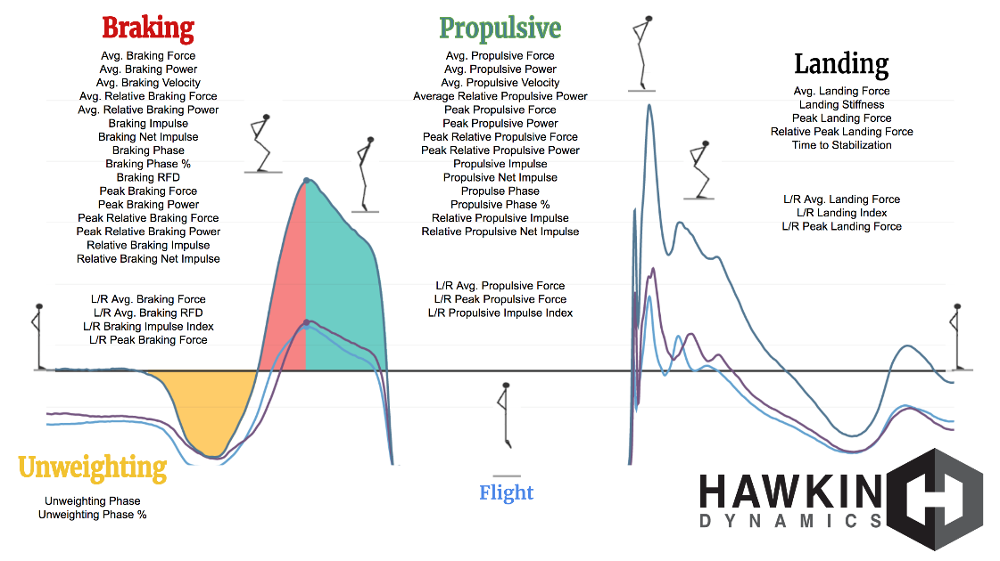 Braking
Avg. Braking Force
Avg. Braking Power
Avg. Braking Velocity
Avg. Relative Braking Force
Avg. Relative Braking Power
Braking Impulse
Braking Net Impulse
Braking Phase
Braking Phase %
Braking RFD
Peak Braking Force
Peak Braking Power
Peak Relative Braking Force
Peak Relative Braking Power
Relative Braking Impulse
Relative Braking Net Impulse
L/R Avg. Braking Force
L/R Avg. Braking RFD
L/R Braking Impulse Index
L/R Peak Braking Force
Propulsive
Avg. Propulsive Force
Avg. Propulsive Power
Avg. Propulsive Velocity
Average Relative Propulsive Power
Peak Propulsive Force
Peak Propulsive Power
Peak Relative Propulsive Force
Peak Relative Propulsive Power
Propulsive Impulse
Propulsive Net Impulse
Propulse Phase
Propulsive Phase %
Relative Propulsive Impulse
Relative Propulsive Net Impulse
L/R Avg. Propulsive Force
L/R Peak Propulsive Force
L/R Propulsive Impulse Index
Landing
Avg. Landing Force
Landing Stiffness
Peak Landing Force
Relative Peak Landing Force
Time to Stabilization
L/R Avg. Landing Force
L/R Landing Index
L/R Peak Landing Force
Unweighting
Unweighting Phase
Unweighting Phase %
Flight
HAWKIN
DYNAMICS